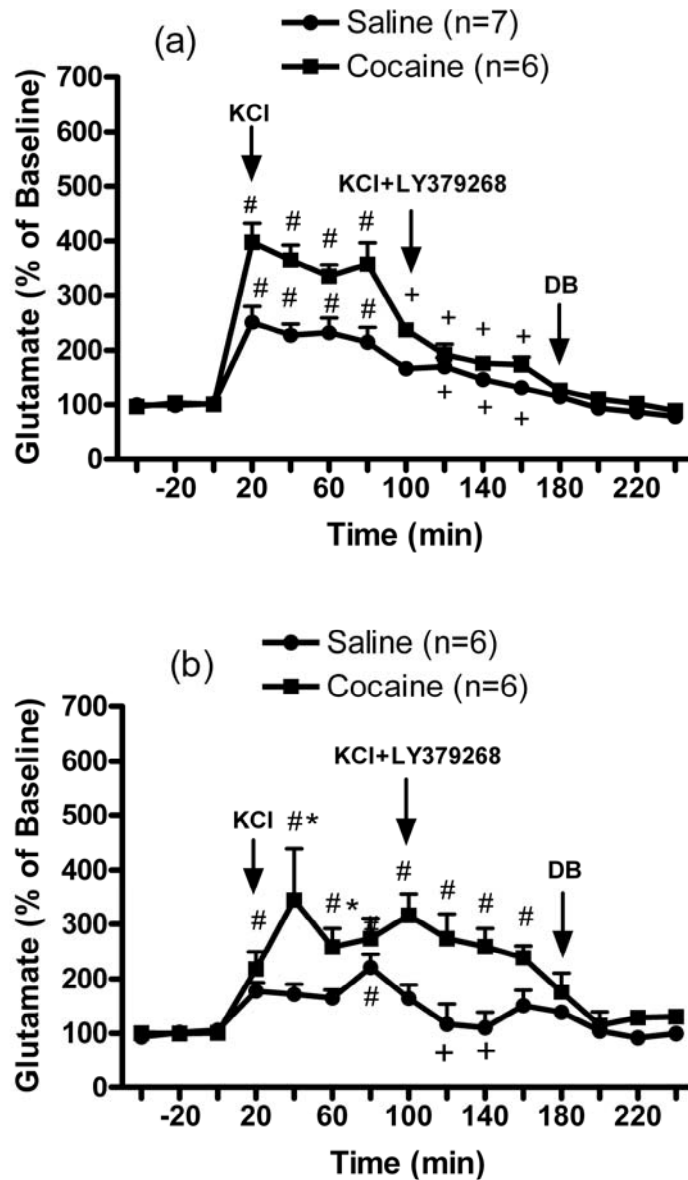 (a)
Saline (n=7)
Cocaine (n=6)
700
600
500
400
300
200
100
0
Glutamate (% of Baseline)
KCl
KCl+LY379268
DB
# # # #
# # # #
+ + + +
+ + +
-20 20 60 100 140 180 220
Time (min)
(b)
Saline (n=6)
Cocaine (n=6)
700
600
500
400
300
200
100
0
Glutamate (% of Baseline)
KCl+LY379268
KCl
DB
#*
# # * # # # # #
#
+ +
-20 20 60 100 140 180 220
Time (min)